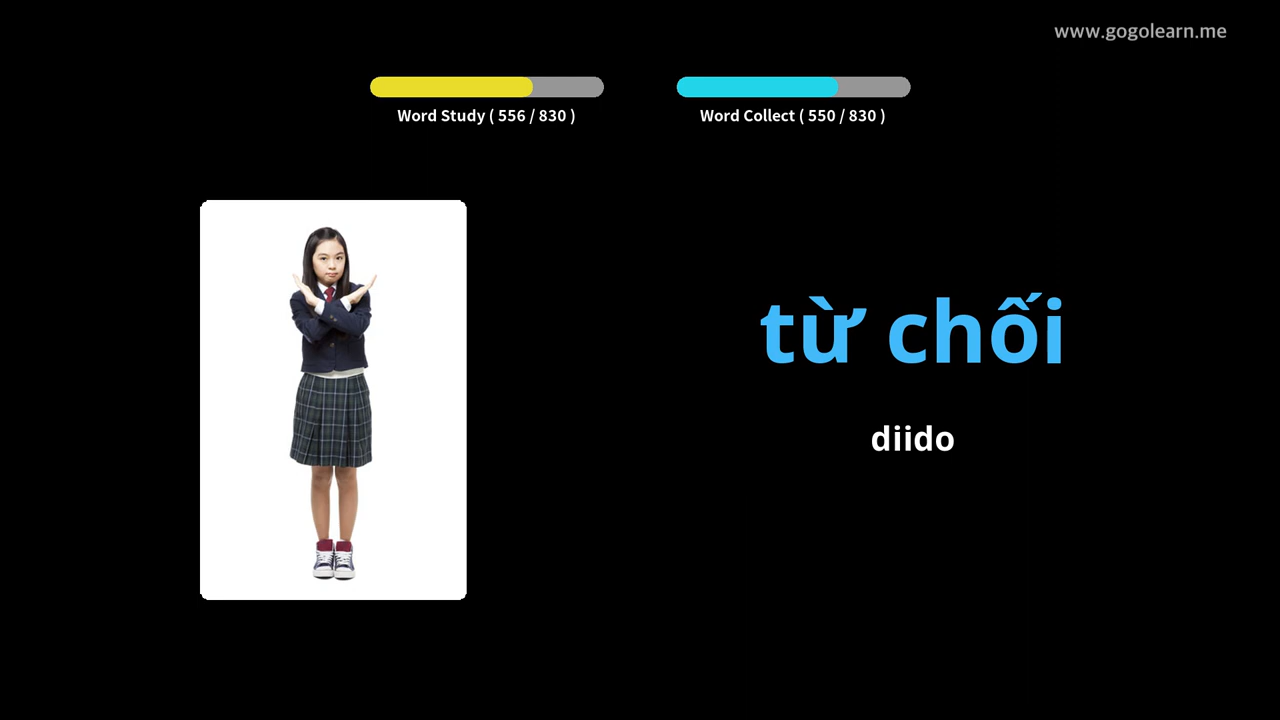 www.gogolearn.me
Word Study ( 556 / 830 )
Word Collect ( 550 / 830 )
từ chối
diido